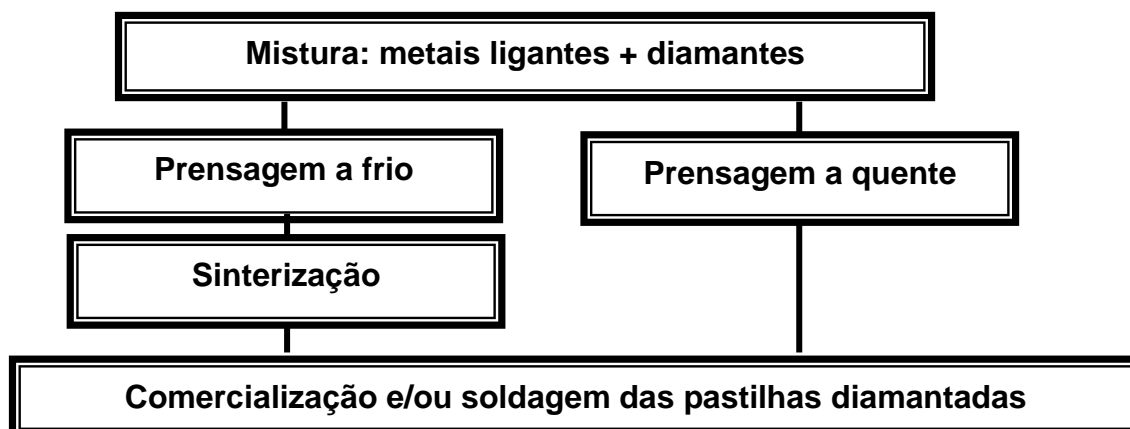 Mistura: metais ligantes + diamantes
Prensagem a frio
Prensagem a quente
Sinterização
Comercialização e/ou soldagem das pastilhas diamantadas